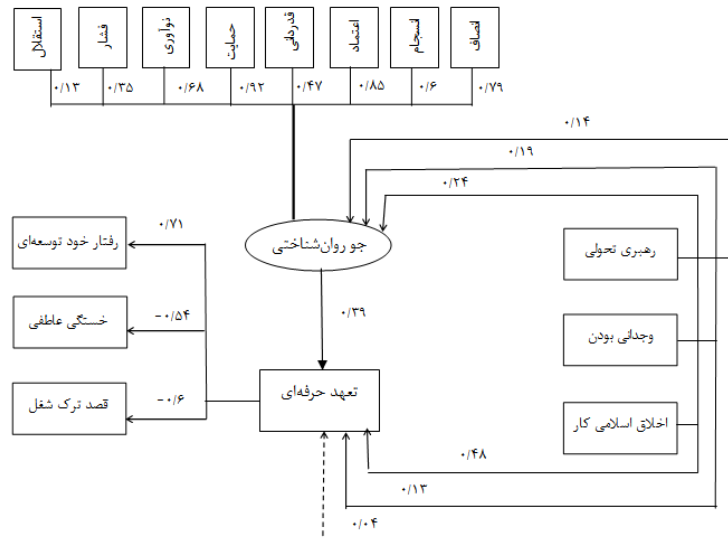 انصاف
انسجام
اعتماد
قدردانی
حمایت
نوآوری
فشار
استقلال
۰/۷۹
۰/۶
۰/۸۵
۰/۴۷
۰/۹۲
۰/۶۸
۰/۳۵
۰/۱۳
۰/۱۴
۰/۱۹
۰/۲۴
جو روان‌شناختی
رهبری تحولی
وجدانی بودن
اخلاق اسلامی کار
۰/۳۹
تعهد حرفه‌ای
۰/۷۱
رفتار خود توسعه‌ای
-۰/۵۴
خستگی عاطفی
-۰/۶
قصد ترک شغل
۰/۴۸
۰/۱۳
۰/۰۴